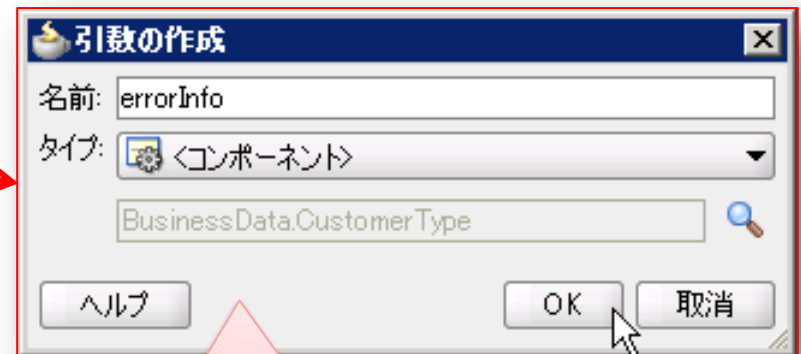 引数の作成
名前: errorInfo
タイプ: <コンポーネント>
BusinessData.CustomerType
ヘルプ OK 取消